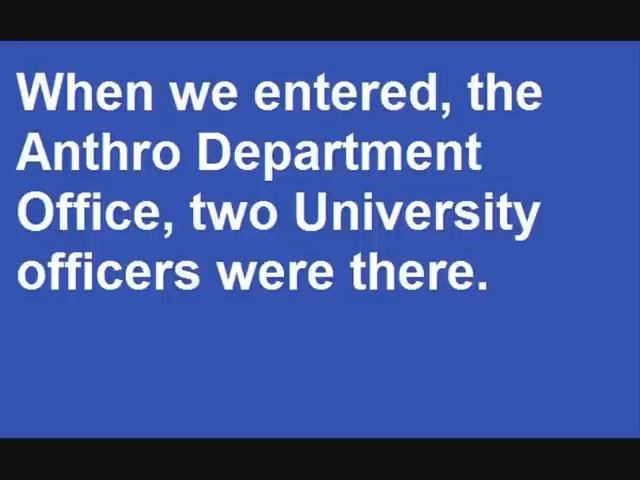 When we entered, the
Anthro Department
Office, two University
officers were there.